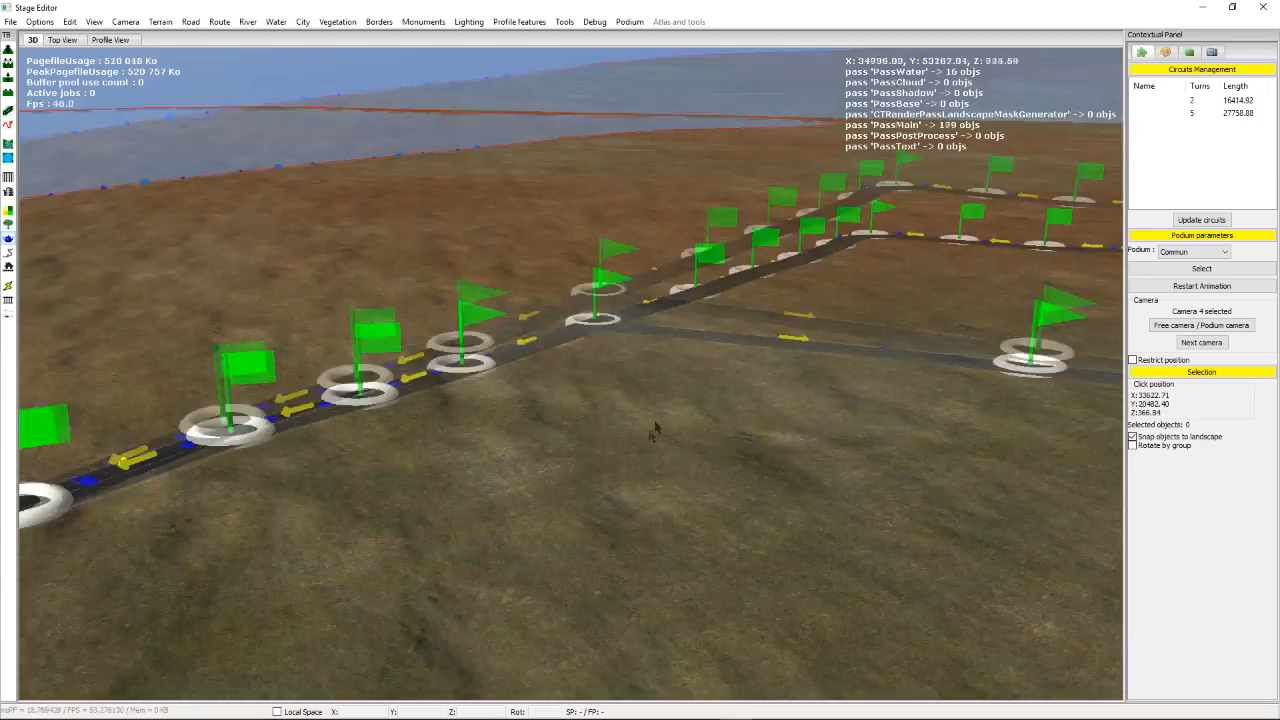 Stage Editor
File Options Edit View Camera Terrain Road Route River Water City Vegetation Borders Monuments Lighting Profile features Tools Debug Podium Atlas and tools
TB
3D Top View Profile View
PagefileUsage : 520 848 Ko
PeakPagefileUsage : 520 757 Ko
Buffer pool use count : 0
Active jobs : 0
Fps : 46.0
pass 'PassWater' -> 16 objs
pass 'PassCloud' -> 0 objs
pass 'PassShadow' -> 0 objs
pass 'PassBase' -> 0 objs
pass 'CTRenderPassLandscapeMaskGenerator' -> 0 objs
pass 'PassMain' -> objs
pass 'PassPostProcess' -> 0 objs
pass 'PassText' -> 0 objs
Contextual Panel
Circuits Management
Name Turns Length
2 16414.92
5 27758.88
Update circuits
Podium parameters
Podium : Commun
Select
Restart Animation
Camera
Camera 4 selected
Free camera / Podium camera
Next camera
Restrict position
Selection
Click position
X:33622.71
Y:20482.40
Z:366.84
Selected objects: 0
Snap objects to landscape
Rotate by group
Local Space X: Y: Z: Rot: SP: - / FP: -